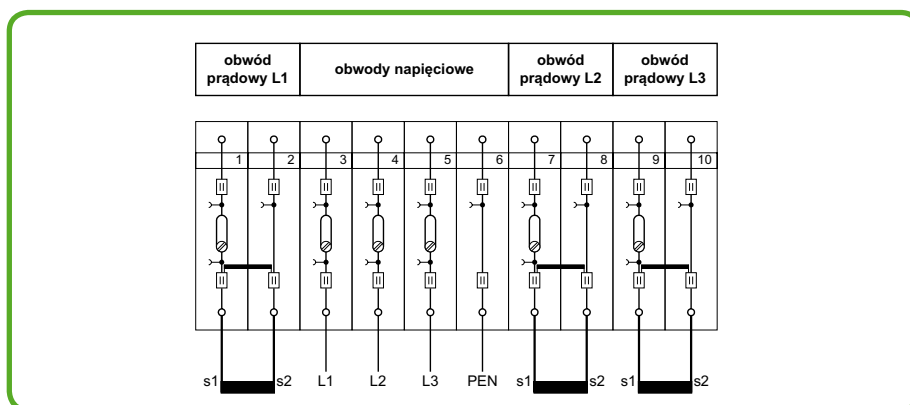 obwód prądowy L1
obwody napięciowe
obwód prądowy L2
obwód prądowy L3
1 2 3 4 5 6 7 8 9 10
s1 s2 L1 L2 L3 PEN s1 s2 s1 s2